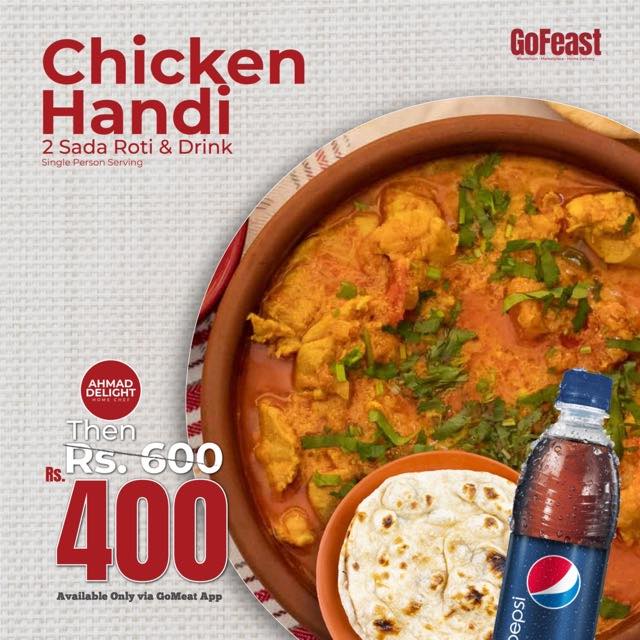 GoFeast
Chicken
Handi
2 Sada Roti & Drink
Single Person Serving
AHMAD
DELIGHT
HOME CHEF
Then
Rs. 600
Rs.
400
Available Only via GoMeat App
pepsi